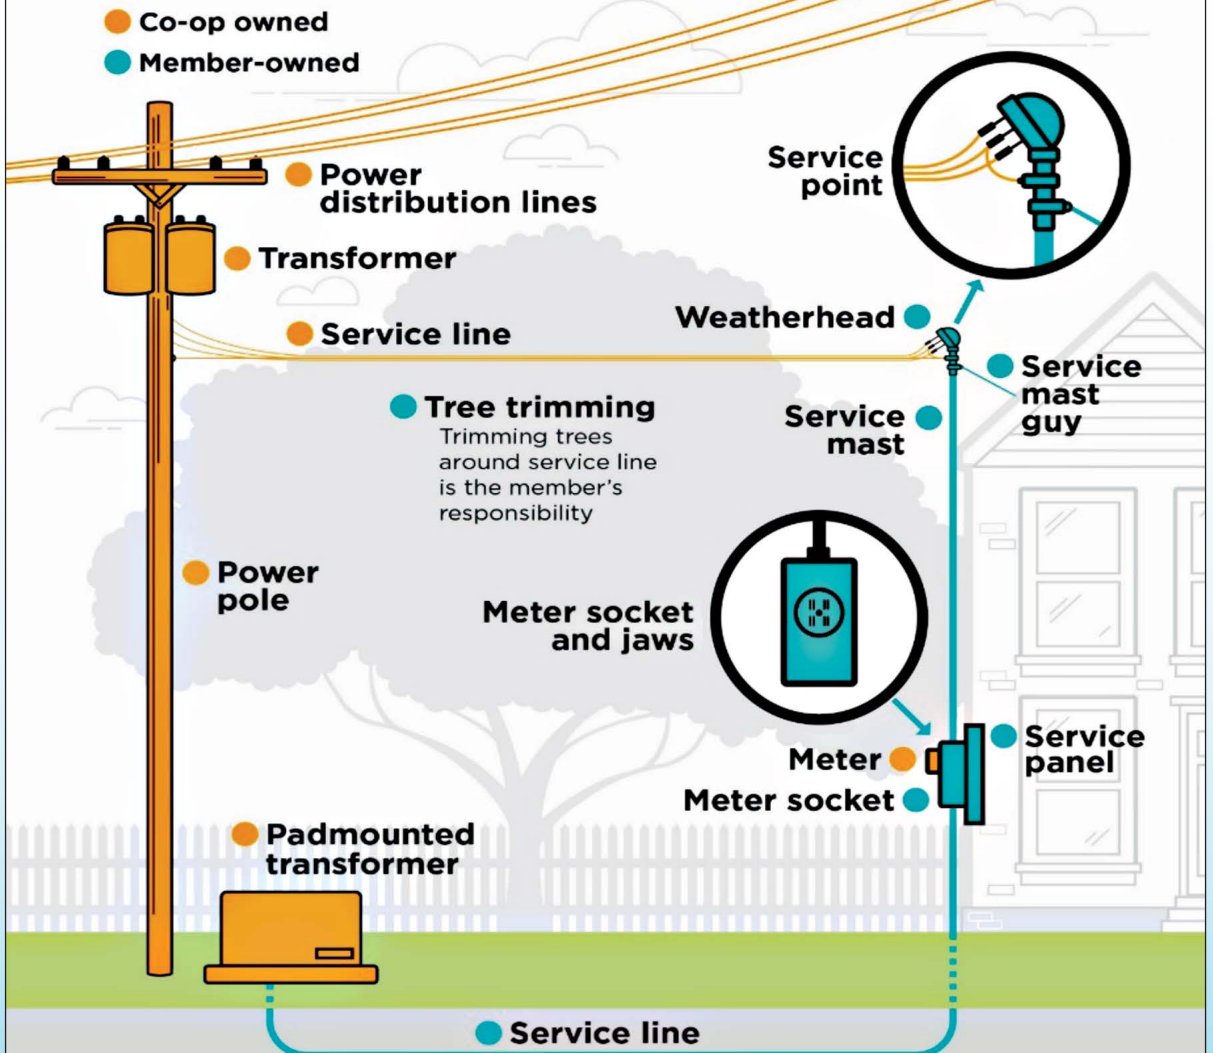 Co-op owned
Member-owned
Power
distribution lines
Service
point
Transformer
Weatherhead
Service line
Service
mast
guy
Tree trimming
Trimming trees
around service line
is the member's
responsibility
Service
mast
Power
pole
Meter socket
and jaws
Service
panel
Meter
Meter socket
Padmounted
transformer
Service line